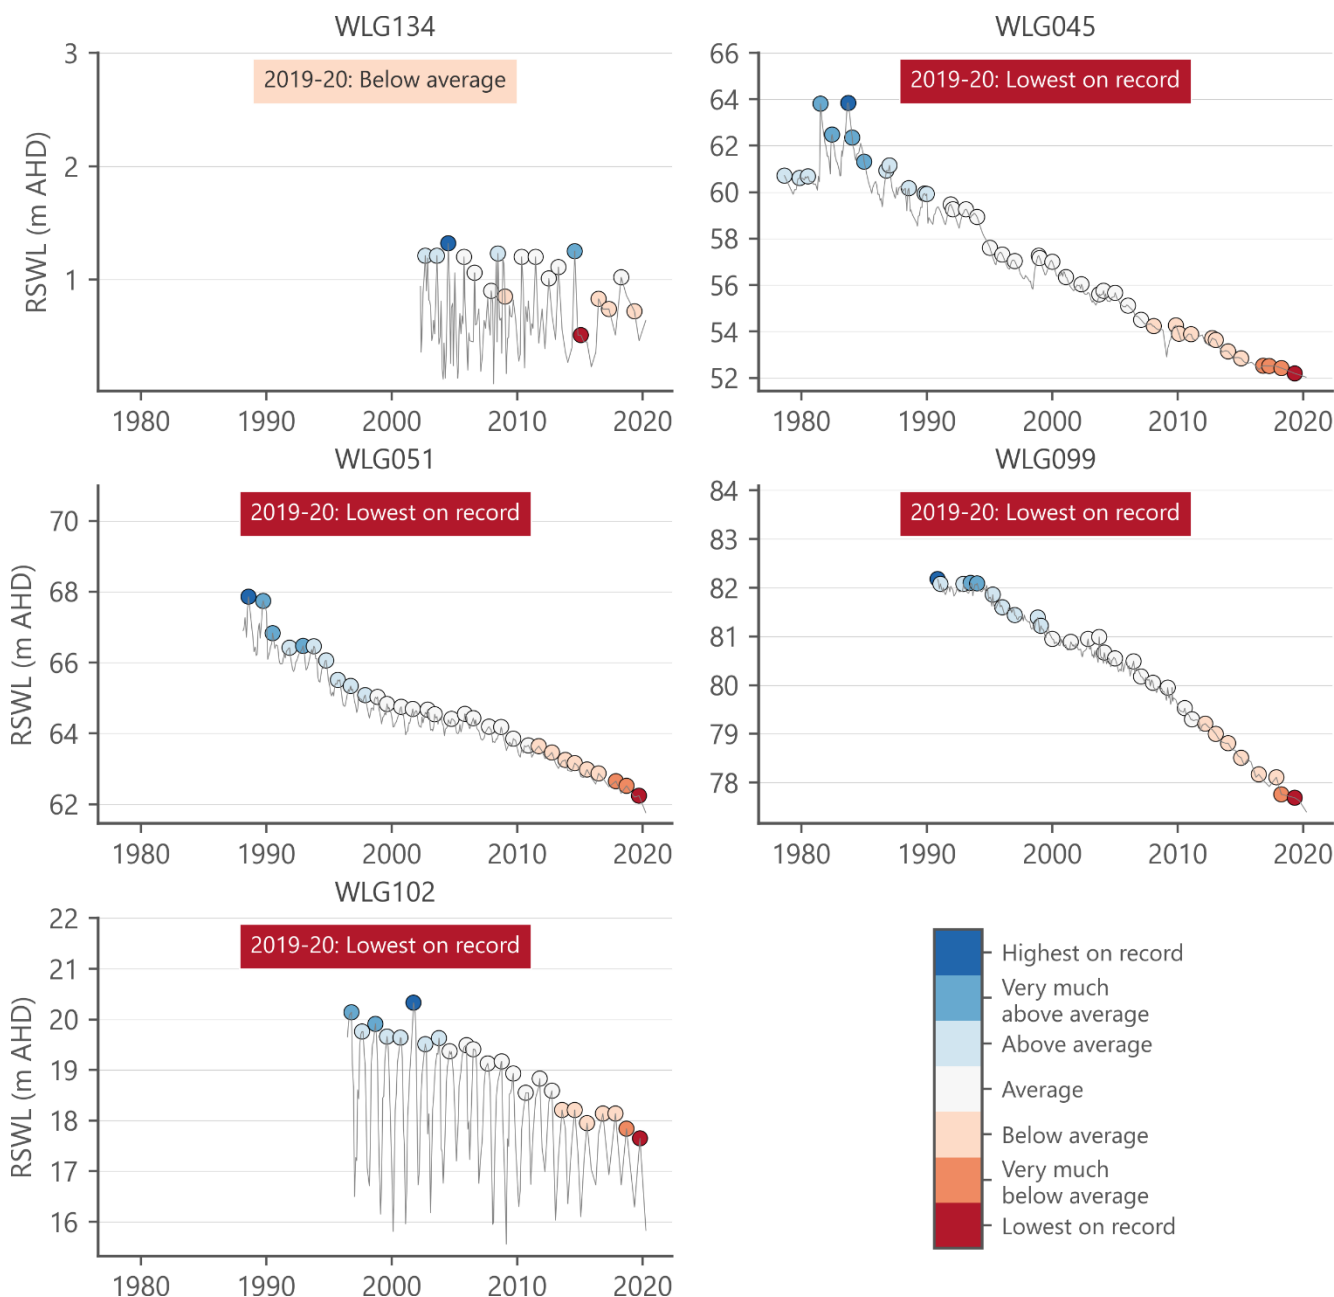 WLG134
3
2
1
RSWL (m AHD)
2019-20: Below average
1980 1990 2000 2010 2020
WLG045
66
64
62
60
58
56
54
52
2019-20: Lowest on record
1980 1990 2000 2010 2020
WLG051
70
68
66
64
62
RSWL (m AHD)
2019-20: Lowest on record
1980 1990 2000 2010 2020
WLG099
84
83
82
81
80
79
78
2019-20: Lowest on record
1980 1990 2000 2010 2020
WLG102
22
21
20
19
18
17
16
RSWL (m AHD)
2019-20: Lowest on record
1980 1990 2000 2010 2020
Highest on record
Very much
above average
Above average
Average
Below average
Very much
below average
Lowest on record